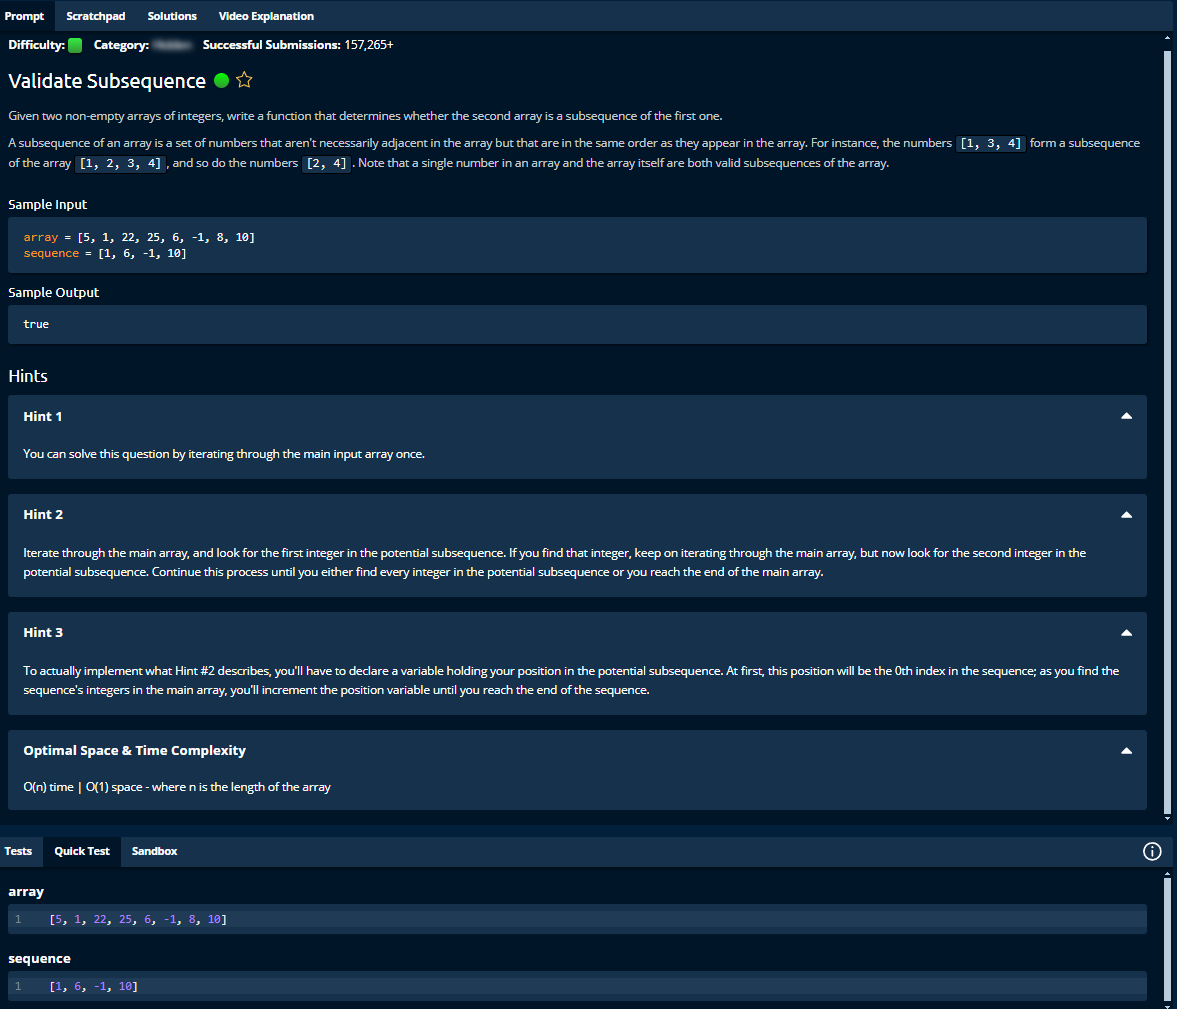 Prompt Scratchpad Solutions Video Explanation
Difficulty: Category: Successful Submissions: 157,265+
Validate Subsequence
Given two non-empty arrays of integers, write a function that determines whether the second array is a subsequence of the first one.
A subsequence of an array is a set of numbers that aren't necessarily adjacent in the array but that are in the same order as they appear in the array. For instance, the numbers [1, 3, 4] form a subsequence
of the array [1, 2, 3, 4] , and so do the numbers [2, 4] . Note that a single number in an array and the array itself are both valid subsequences of the array.
Sample Input
array = [5, 1, 22, 25, 6, -1, 8, 10]
sequence = [1, 6, -1, 10]
Sample Output
true
Hints
Hint 1
You can solve this question by iterating through the main input array once.
Hint 2
Iterate through the main array, and look for the first integer in the potential subsequence. If you find that integer, keep on iterating through the main array, but now look for the second integer in the
potential subsequence. Continue this process until you either find every integer in the potential subsequence or you reach the end of the main array.
Hint 3
To actually implement what Hint #2 describes, you'll have to declare a variable holding your position in the potential subsequence. At first, this position will be the 0th index in the sequence; as you find the
sequence's integers in the main array, you'll increment the position variable until you reach the end of the sequence.
Optimal Space & Time Complexity
O(n) time | O(1) space - where n is the length of the array
Tests Quick Test Sandbox
array
1 [5, 1, 22, 25, 6, -1, 8, 10]
sequence
1 [1, 6, -1, 10]